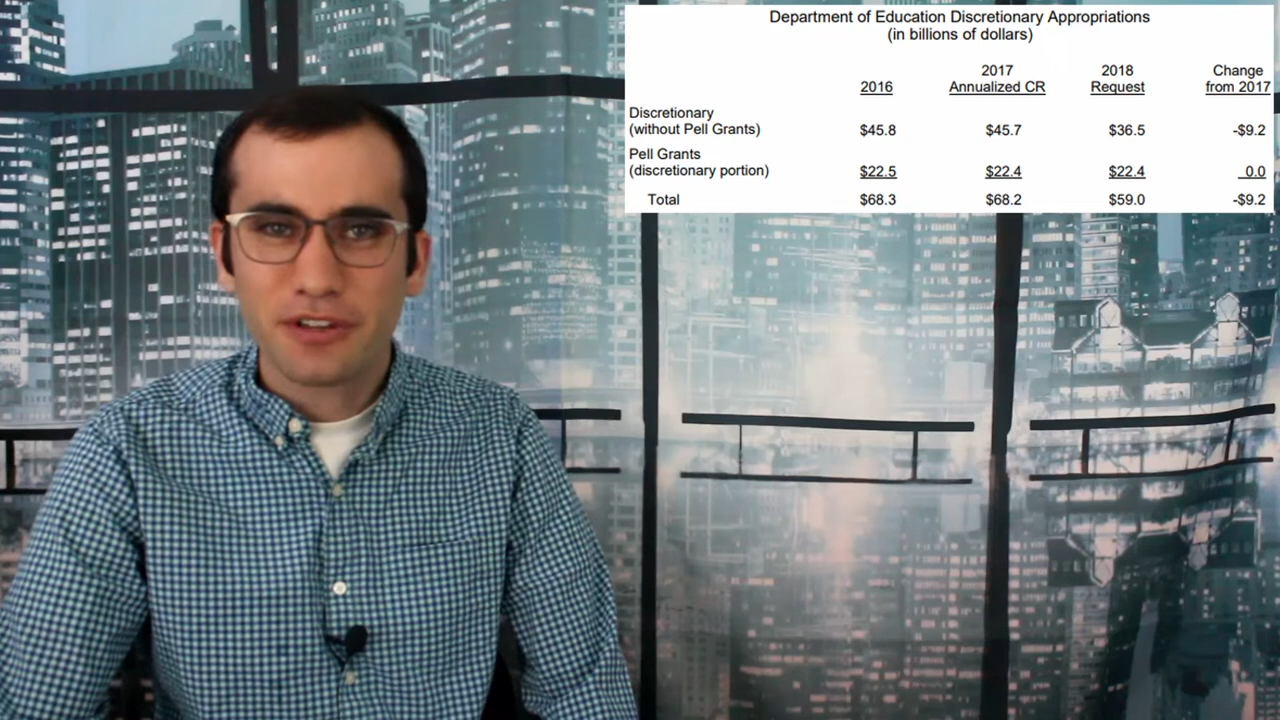 Department of Education Discretionary Appropriations
(in billions of dollars)
2017 2018 Change
2016 Annualized CR Request from 2017
Discretionary
(without Pell Grants) $45.8 $45.7 $36.5 -$9.2
Pell Grants
(discretionary portion) $22.5 $22.4 $22.4 0.0
Total $68.3 $68.2 $59.0 -$9.2